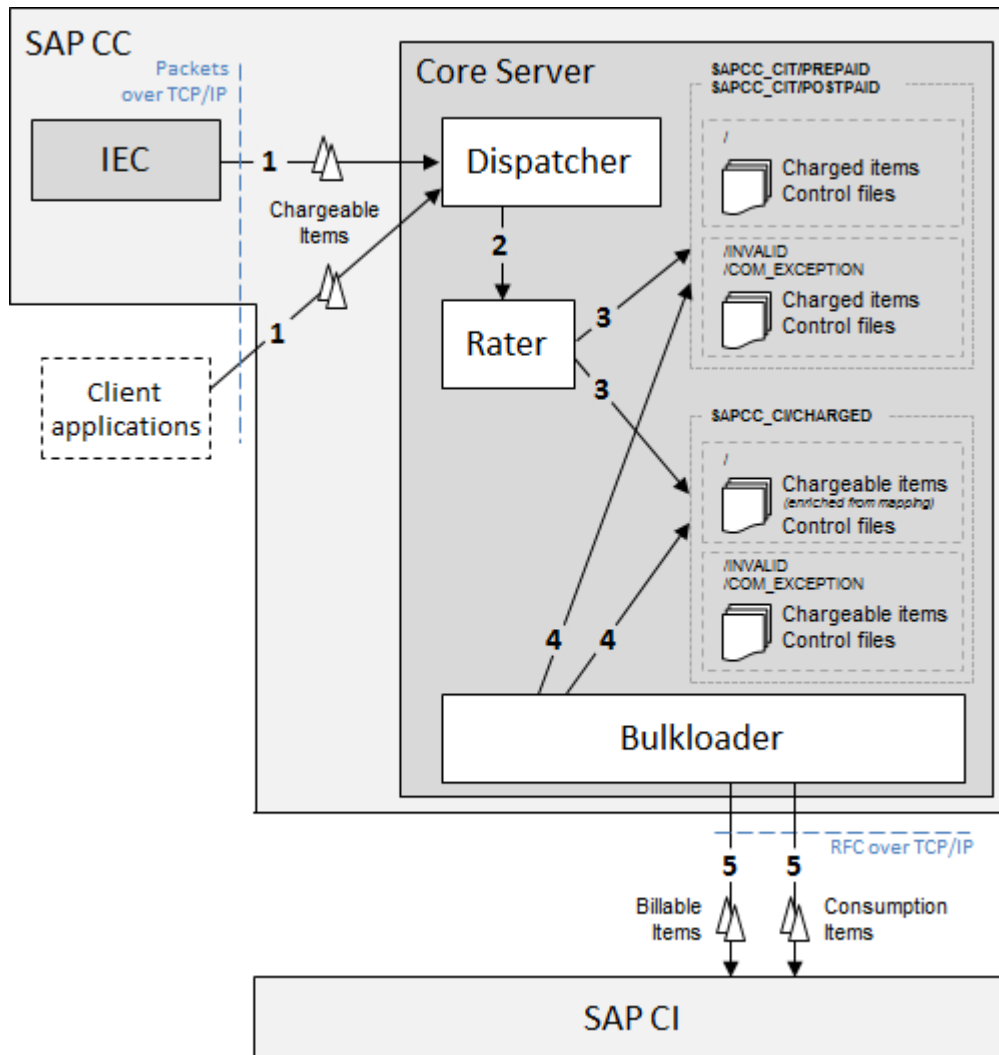 SAP CC
Packets
over TCP/IP
IEC
1
Chargeable
Items
1
Client
applications
Core Server
Dispatcher
2
Rater
3
3
$APCC_CIT/PREPAID
$APCC_CIT/POSTPAID
/
Charged items
Control files
/INVALID
/COM_EXCEPTION
Charged items
Control files
$APCC_CI/CHARGED
/
Chargeable items
(enriched from mapping)
Control files
/INVALID
/COM_EXCEPTION
Chargeable items
Control files
4
4
Bulkloader
RFC over TCP/IP
5
5
Billable
Items
Consumption
Items
SAP CI